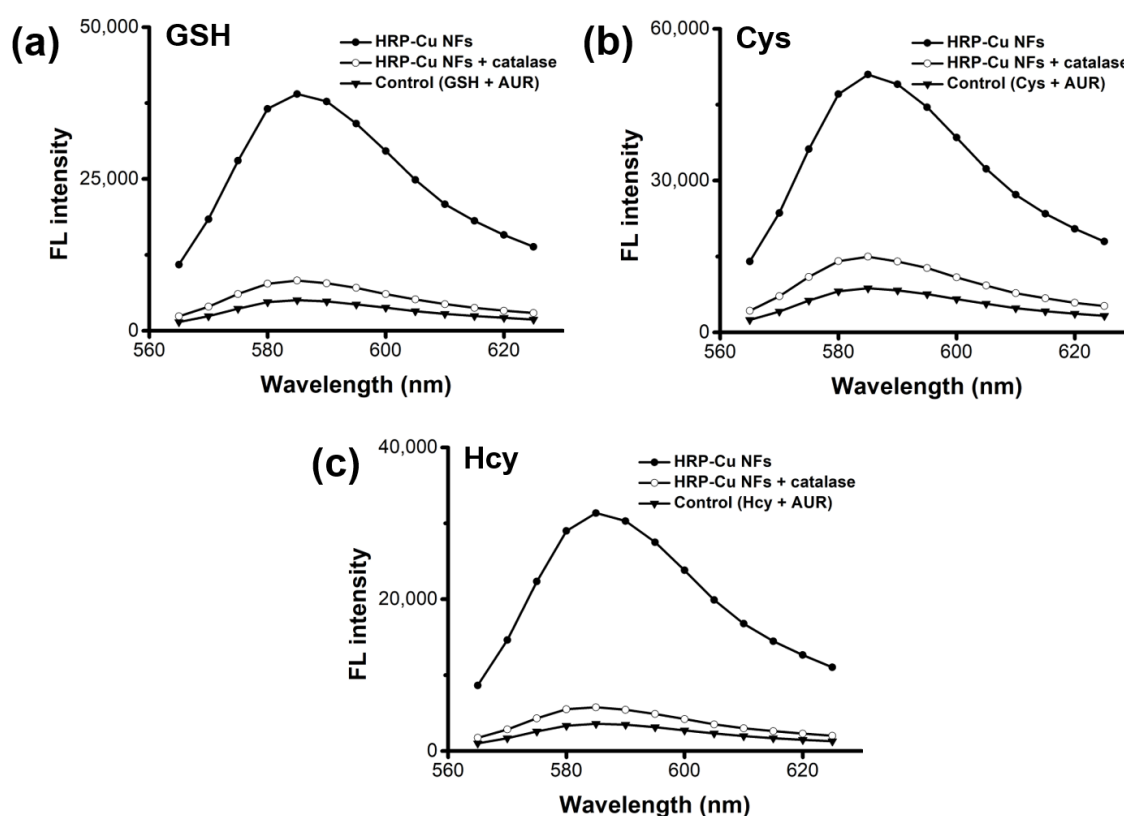 (a) GSH
50,000
HRP-Cu NFs
HRP-Cu NFs + catalase
Control (GSH + AUR)
25,000
0
FL intensity
560 580 600 620
Wavelength (nm)
(b) Cys
60,000
HRP-Cu NFs
HRP-Cu NFs + catalase
Control (Cys + AUR)
30,000
0
FL intensity
560 580 600 620
Wavelength (nm)
(c) Hcy
40,000
HRP-Cu NFs
HRP-Cu NFs + catalase
Control (Hcy + AUR)
20,000
0
FL intensity
560 580 600 620
Wavelength (nm)